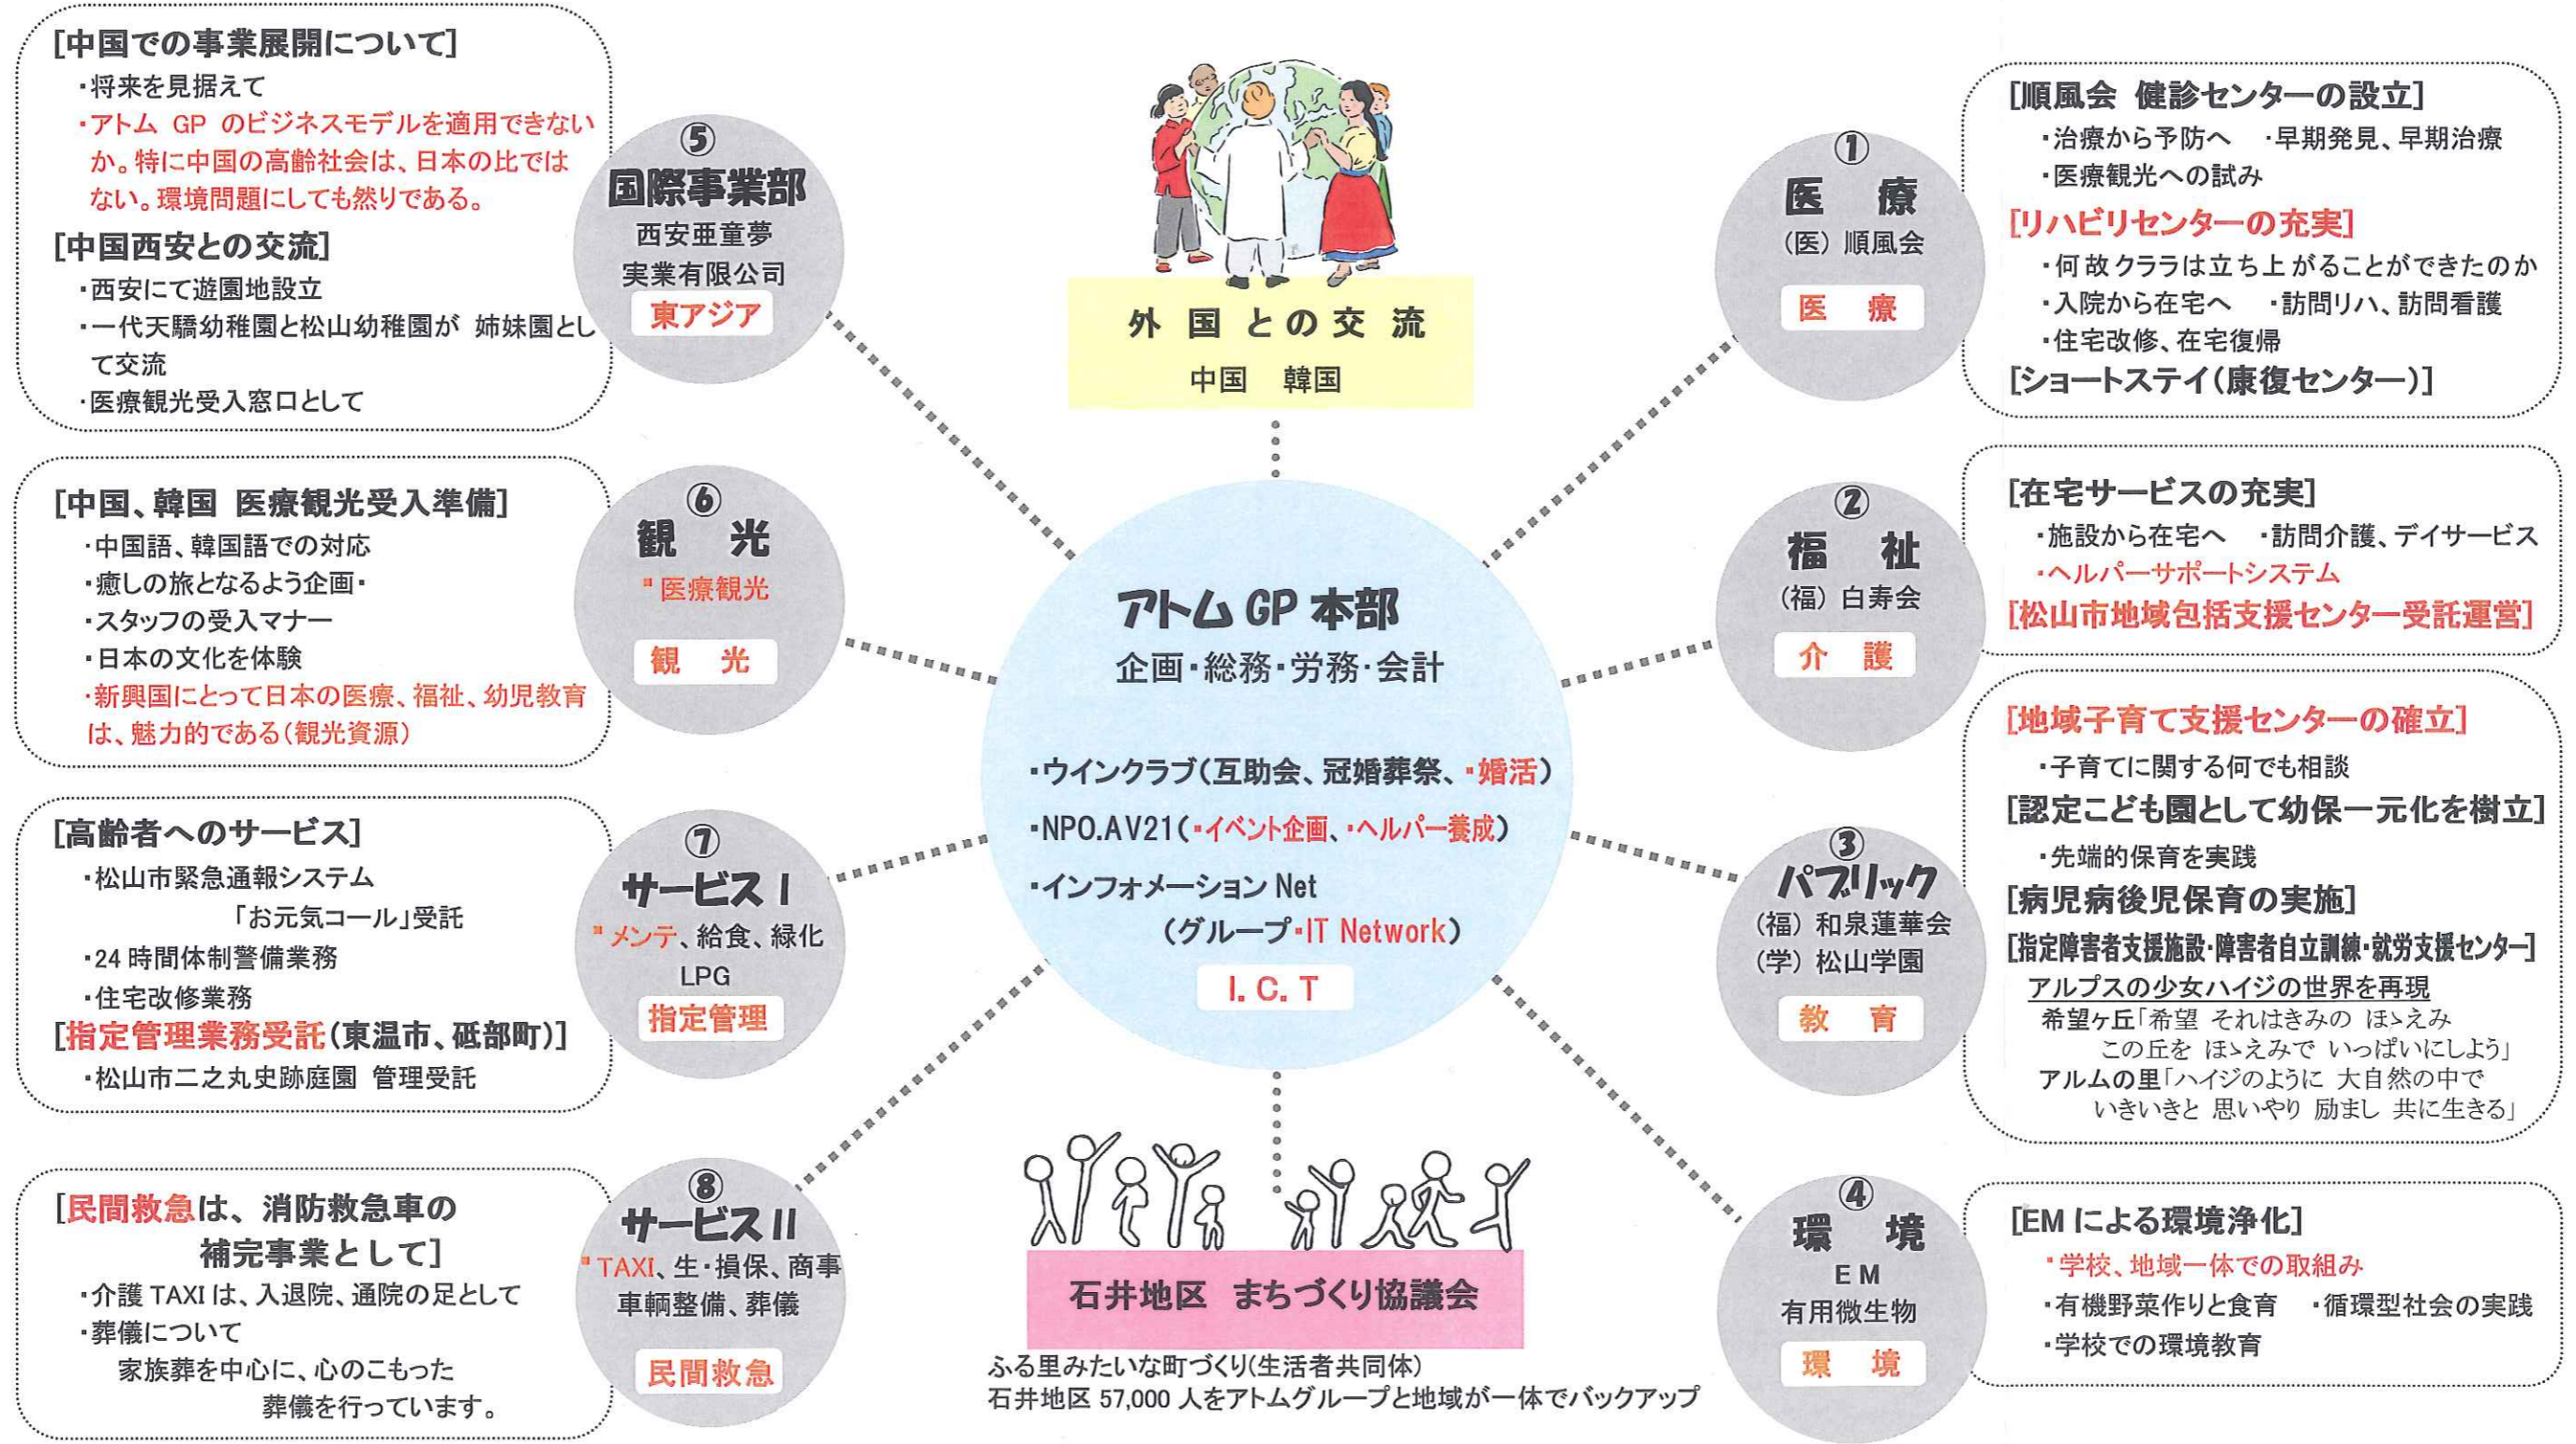 [中国での事業展開について]
・将来を見据えて
・アトム GP のビジネスモデルを適用できない
か。特に中国の高齢社会は、日本の比では
ない。環境問題にしても然りである。
[中国西安との交流]
・西安にて遊園地設立
・一代天驕幼稚園と松山幼稚園が 姉妹園とし
て交流
・医療観光受入窓口として
⑤
国際事業部
西安亜童夢
実業有限公司
東アジア
[中国、韓国 医療観光受入準備]
・中国語、韓国語での対応
・癒しの旅となるよう企画・
・スタッフの受入マナー
・日本の文化を体験
・新興国にとって日本の医療、福祉、幼児教育
は、魅力的である(観光資源)
⑥
観 光
・医療観光
観 光
[高齢者へのサービス]
・松山市緊急通報システム
「お元気コール」受託
・24 時間体制警備業務
・住宅改修業務
[指定管理業務受託(東温市、砥部町)]
・松山市二之丸史跡庭園 管理受託
⑦
サービスⅠ
・メンテ、給食、緑化
LPG
指定管理
[民間救急は、消防救急車の
補完事業として]
・介護 TAXI は、入退院、通院の足として
・葬儀について
家族葬を中心に、心のこもった
葬儀を行っています。
⑧
サービスⅡ
・TAXI、生・損保、商事
車輌整備、葬儀
民間救急
外 国 と の 交 流
中国 韓国
アトム GP 本部
企画・総務・労務・会計
・ウインクラブ(互助会、冠婚葬祭、・婚活)
・NPO.AV21(・イベント企画、・ヘルパー養成)
・インフォメーション Net
(グループ・IT Network)
I. C. T
石井地区 まちづくり協議会
ふる里みたいな町づくり(生活者共同体)
石井地区 57,000 人をアトムグループと地域が一体でバックアップ
①
医 療
(医) 順風会
医 療
[順風会 健診センターの設立]
・治療から予防へ ・早期発見、早期治療
・医療観光への試み
[リハビリセンターの充実]
・何故クララは立ち上がることができたのか
・入院から在宅へ ・訪問リハ、訪問看護
・住宅改修、在宅復帰
[ショートステイ(康復センター)]
②
福 祉
(福) 白寿会
介 護
[在宅サービスの充実]
・施設から在宅へ ・訪問介護、デイサービス
・ヘルパーサポートシステム
[松山市地域包括支援センター受託運営]
③
パブリック
(福) 和泉蓮華会
(学) 松山学園
教 育
[地域子育て支援センターの確立]
・子育てに関する何でも相談
[認定こども園として幼保一元化を樹立]
・先端的保育を実践
[病児病後児保育の実施]
[指定障害者支援施設・障害者自立訓練・就労支援センター]
アルプスの少女ハイジの世界を再現
希望ヶ丘「希望 それはきみの ほゝえみ
この丘を ほゝえみで いっぱいにしよう」
アルムの里「ハイジのように 大自然の中で
いきいきと 思いやり 励まし 共に生きる」
④
環 境
E M
有用微生物
環 境
[EM による環境浄化]
・学校、地域一体での取組み
・有機野菜作りと食育 ・循環型社会の実践
・学校での環境教育